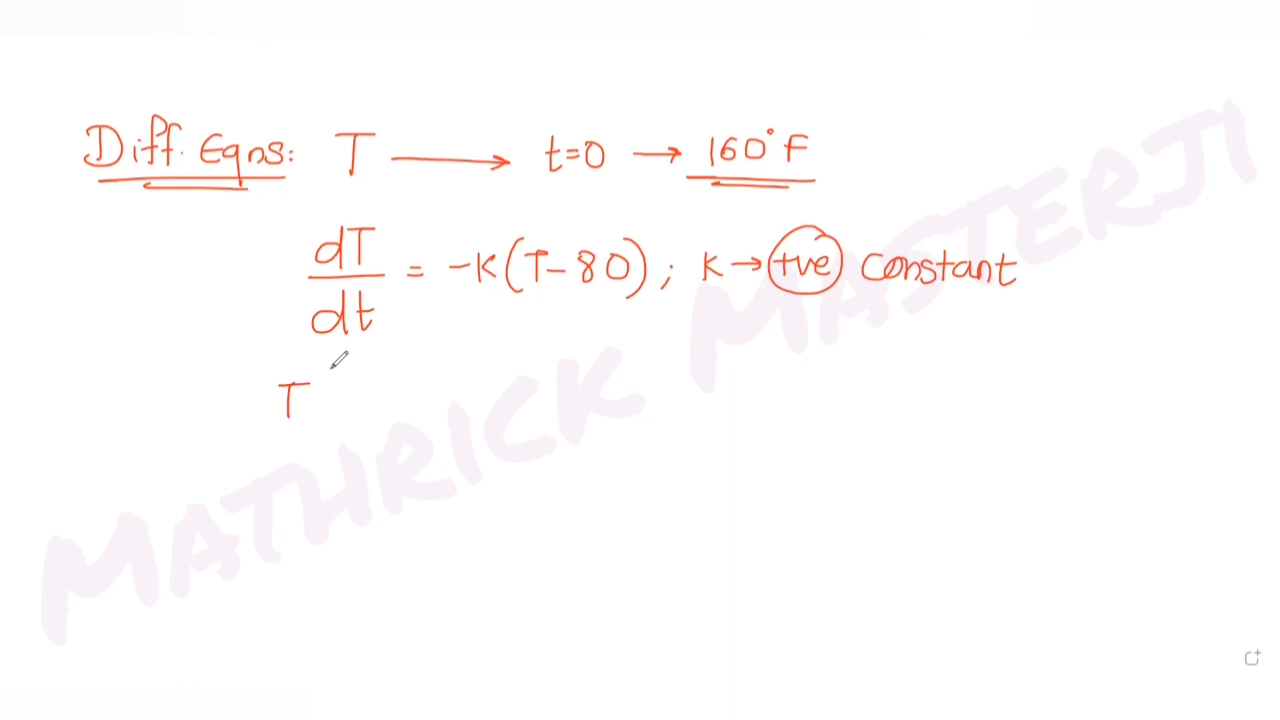 Diff. Eqns: T → t=0 → 160°F
dT/dt = -K(T-80); K→ +ve constant
T
MATHRICK MASTERJI